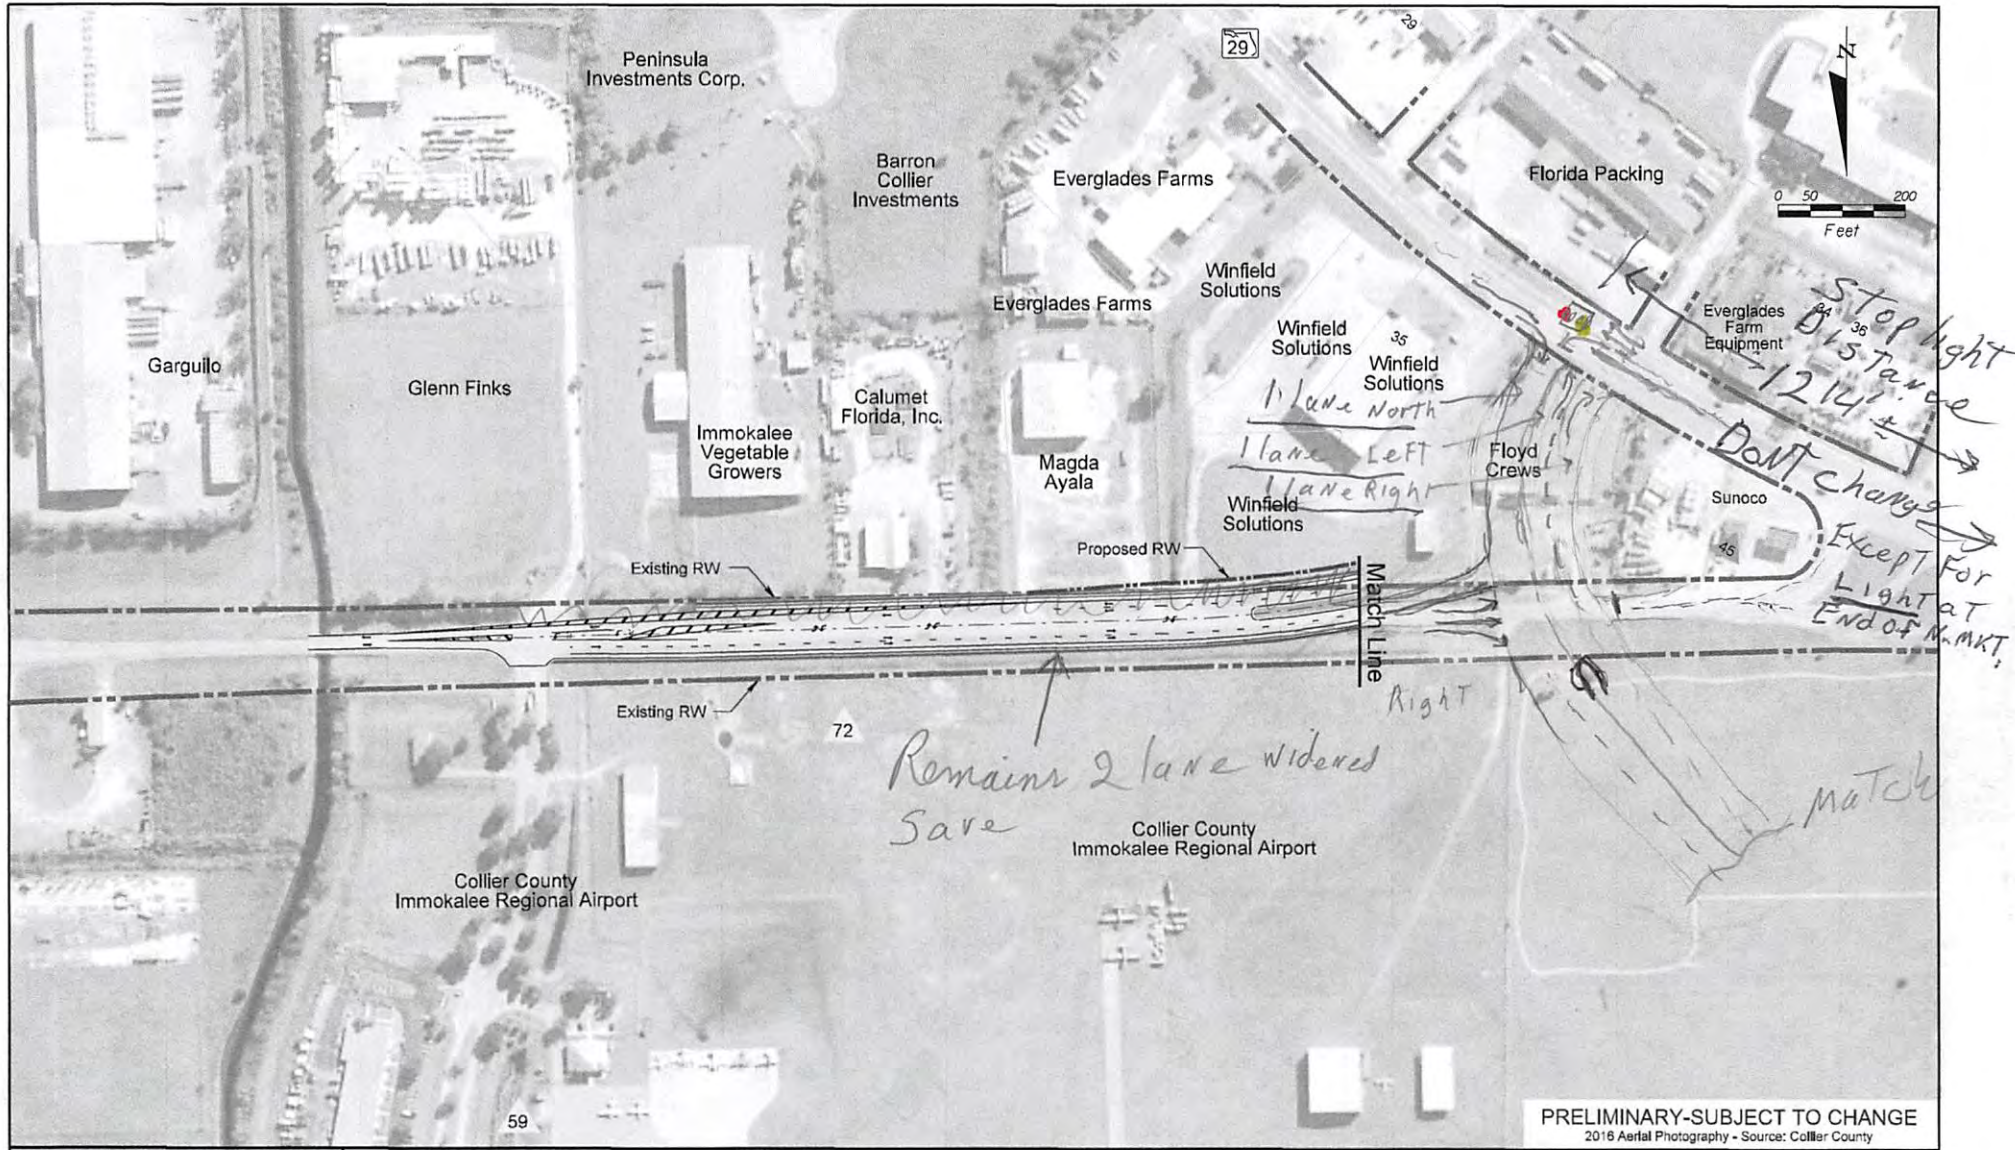 Peninsula
Investments Corp.
29
29
N
0 50 200
Feet
Barron
Collier
Investments
Everglades Farms
Florida Packing
Winfield
Solutions
Everglades Farms
Everglades
Farm
Equipment
34 36
Stop light
Distance
1214' ±
Winfield
Solutions
35
Winfield
Solutions
Garguilo
Glenn Finks
Calumet
Florida, Inc.
1 lane North
1 lane Left
1 lane Right
Floyd
Crews
Immokalee
Vegetable
Growers
Magda
Ayala
Winfield
Solutions
Dont Change
Except For
Light at
End of N. MKT.
Sunoco
45
Existing RW
Proposed RW
Match Line
Existing RW
72
Right
Remains 2 lane widened
Save
Match
Collier County
Immokalee Regional Airport
Collier County
Immokalee Regional Airport
59
PRELIMINARY-SUBJECT TO CHANGE
2016 Aerial Photography - Source: Collier County